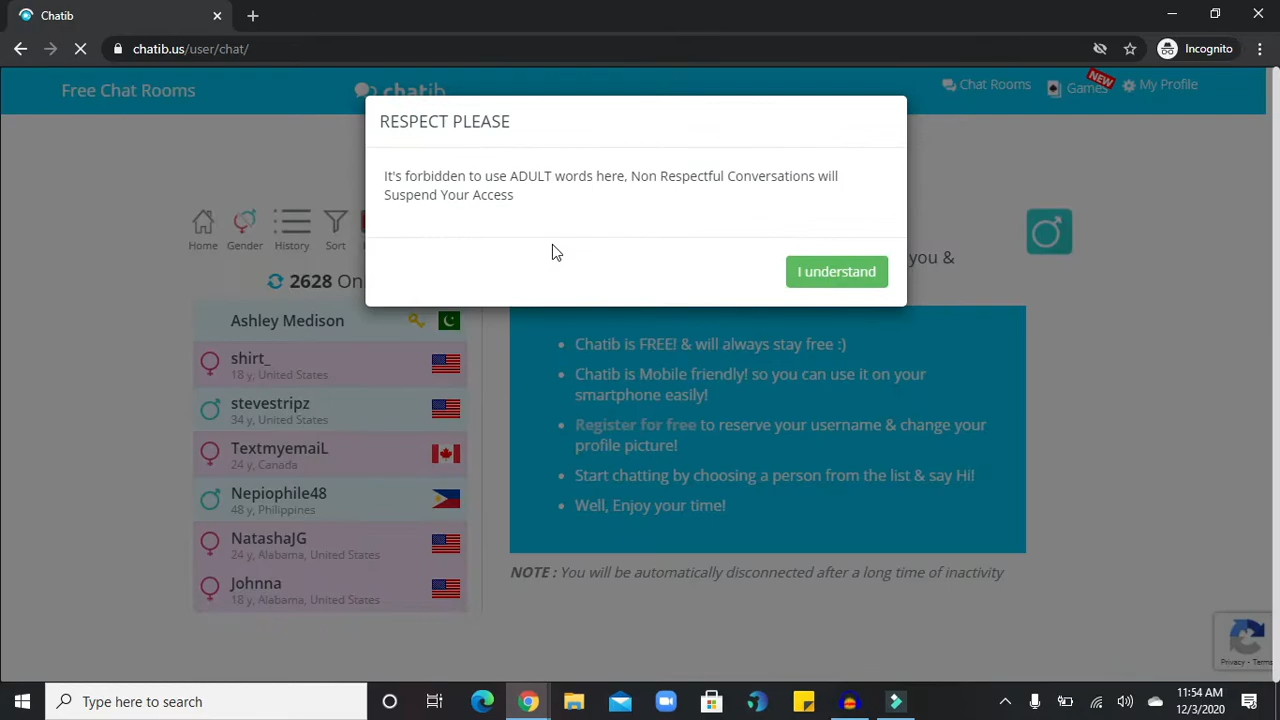 Chatib
chatib.us/user/chat/
Incognito
Free Chat Rooms
chatib
Chat Rooms
Games
NEW
My Profile
RESPECT PLEASE
It's forbidden to use ADULT words here, Non Respectful Conversations will
Suspend Your Access
I understand
Home
Gender
History
Sort
you &
2628 On
Ashley Medison
shirt_
18 y, United States
stevestripz
34 y, United States
TextmyemaiL
24 y, Canada
Nepiophile48
48 y, Philippines
NatashaJG
24 y, Alabama, United States
Johnna
18 y, Alabama, United States
Chatib is FREE! & will always stay free :)
Chatib is Mobile friendly! so you can use it on your
smartphone easily!
Register for free to reserve your username & change your
profile picture!
Start chatting by choosing a person from the list & say Hi!
Well, Enjoy your time!
NOTE : You will be automatically disconnected after a long time of inactivity
Privacy - Terms
Type here to search
11:54 AM
12/3/2020